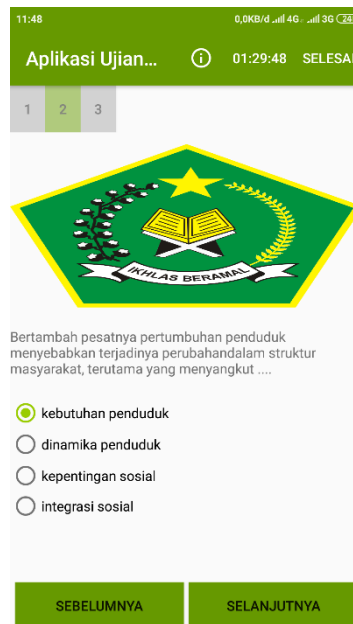 11:48 0,0KB/d 4G 3G 24
Aplikasi Ujian... 01:29:48 SELESAI
1 2 3
IKHLAS BERAMAL
Bertambah pesatnya pertumbuhan penduduk
menyebabkan terjadinya perubahandalam struktur
masyarakat, terutama yang menyangkut ....
kebutuhan penduduk
dinamika penduduk
kepentingan sosial
integrasi sosial
SEBELUMNYA SELANJUTNYA